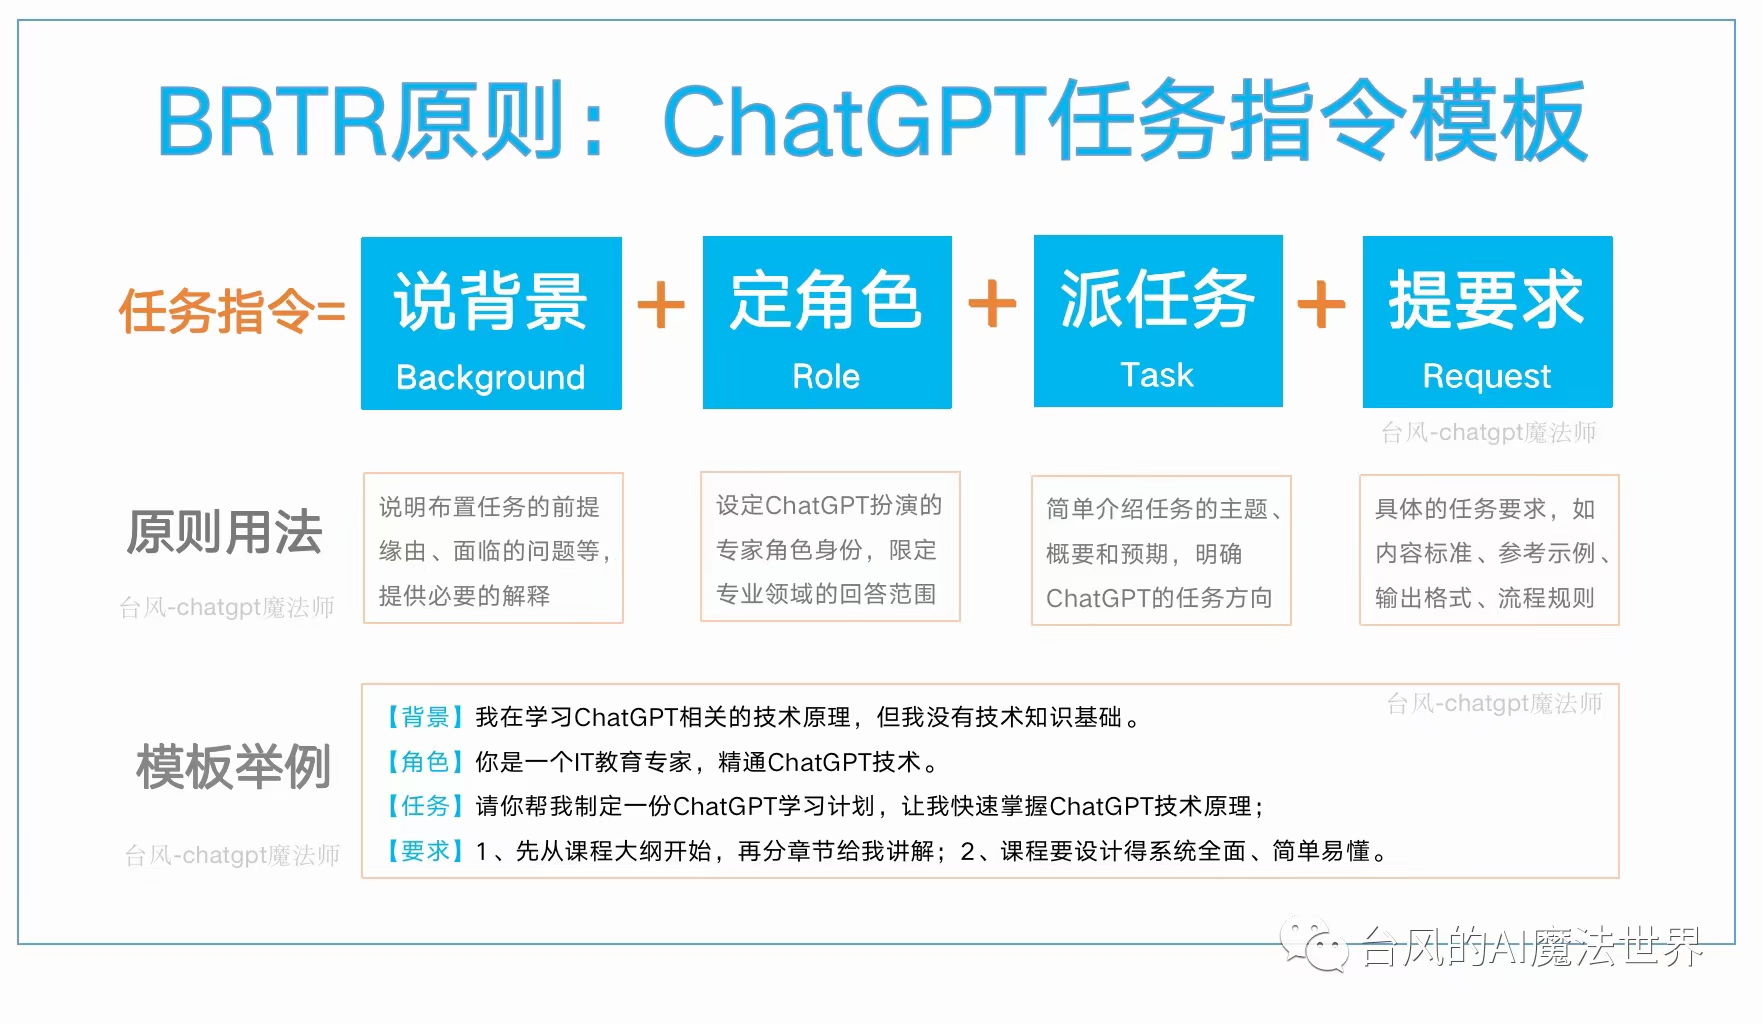 BRTR原则：ChatGPT任务指令模板
任务指令=
说背景
Background
+
定角色
Role
+
派任务
Task
+
提要求
Request
台风-chatgpt魔法师
原则用法
台风-chatgpt魔法师
说明布置任务的前提
缘由、面临的问题等，
提供必要的解释
设定ChatGPT扮演的
专家角色身份，限定
专业领域的回答范围
简单介绍任务的主题、
概要和预期，明确
ChatGPT的任务方向
具体的任务要求，如
内容标准、参考示例、
输出格式、流程规则
模板举例
台风-chatgpt魔法师
台风-chatgpt魔法师
【背景】我在学习ChatGPT相关的技术原理，但我没有技术知识基础。
【角色】你是一个IT教育专家，精通ChatGPT技术。
【任务】请你帮我制定一份ChatGPT学习计划，让我快速掌握ChatGPT技术原理；
【要求】1、先从课程大纲开始，再分章节给我讲解；2、课程要设计得系统全面、简单易懂。
台风的AI魔法世界